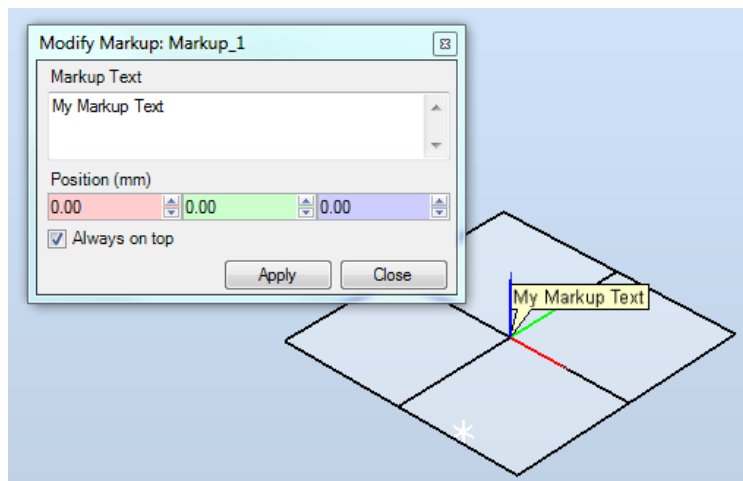 Modify Markup: Markup_1
Markup Text
My Markup Text
Position (mm)
0.00 0.00 0.00
Always on top
Apply Close
My Markup Text